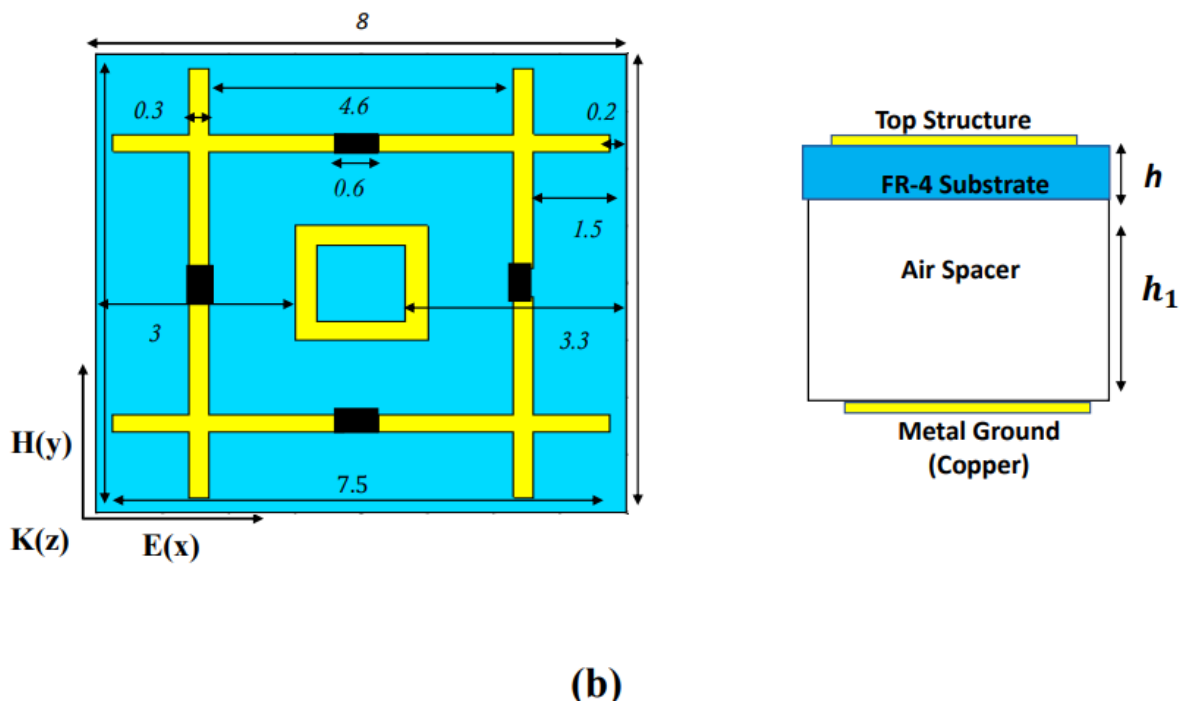 8
0.3
4.6
0.2
0.6
1.5
3
3.3
7.5
H(y)
K(z)
E(x)
Top Structure
FR-4 Substrate
h
Air Spacer
h₁
Metal Ground
(Copper)
(b)